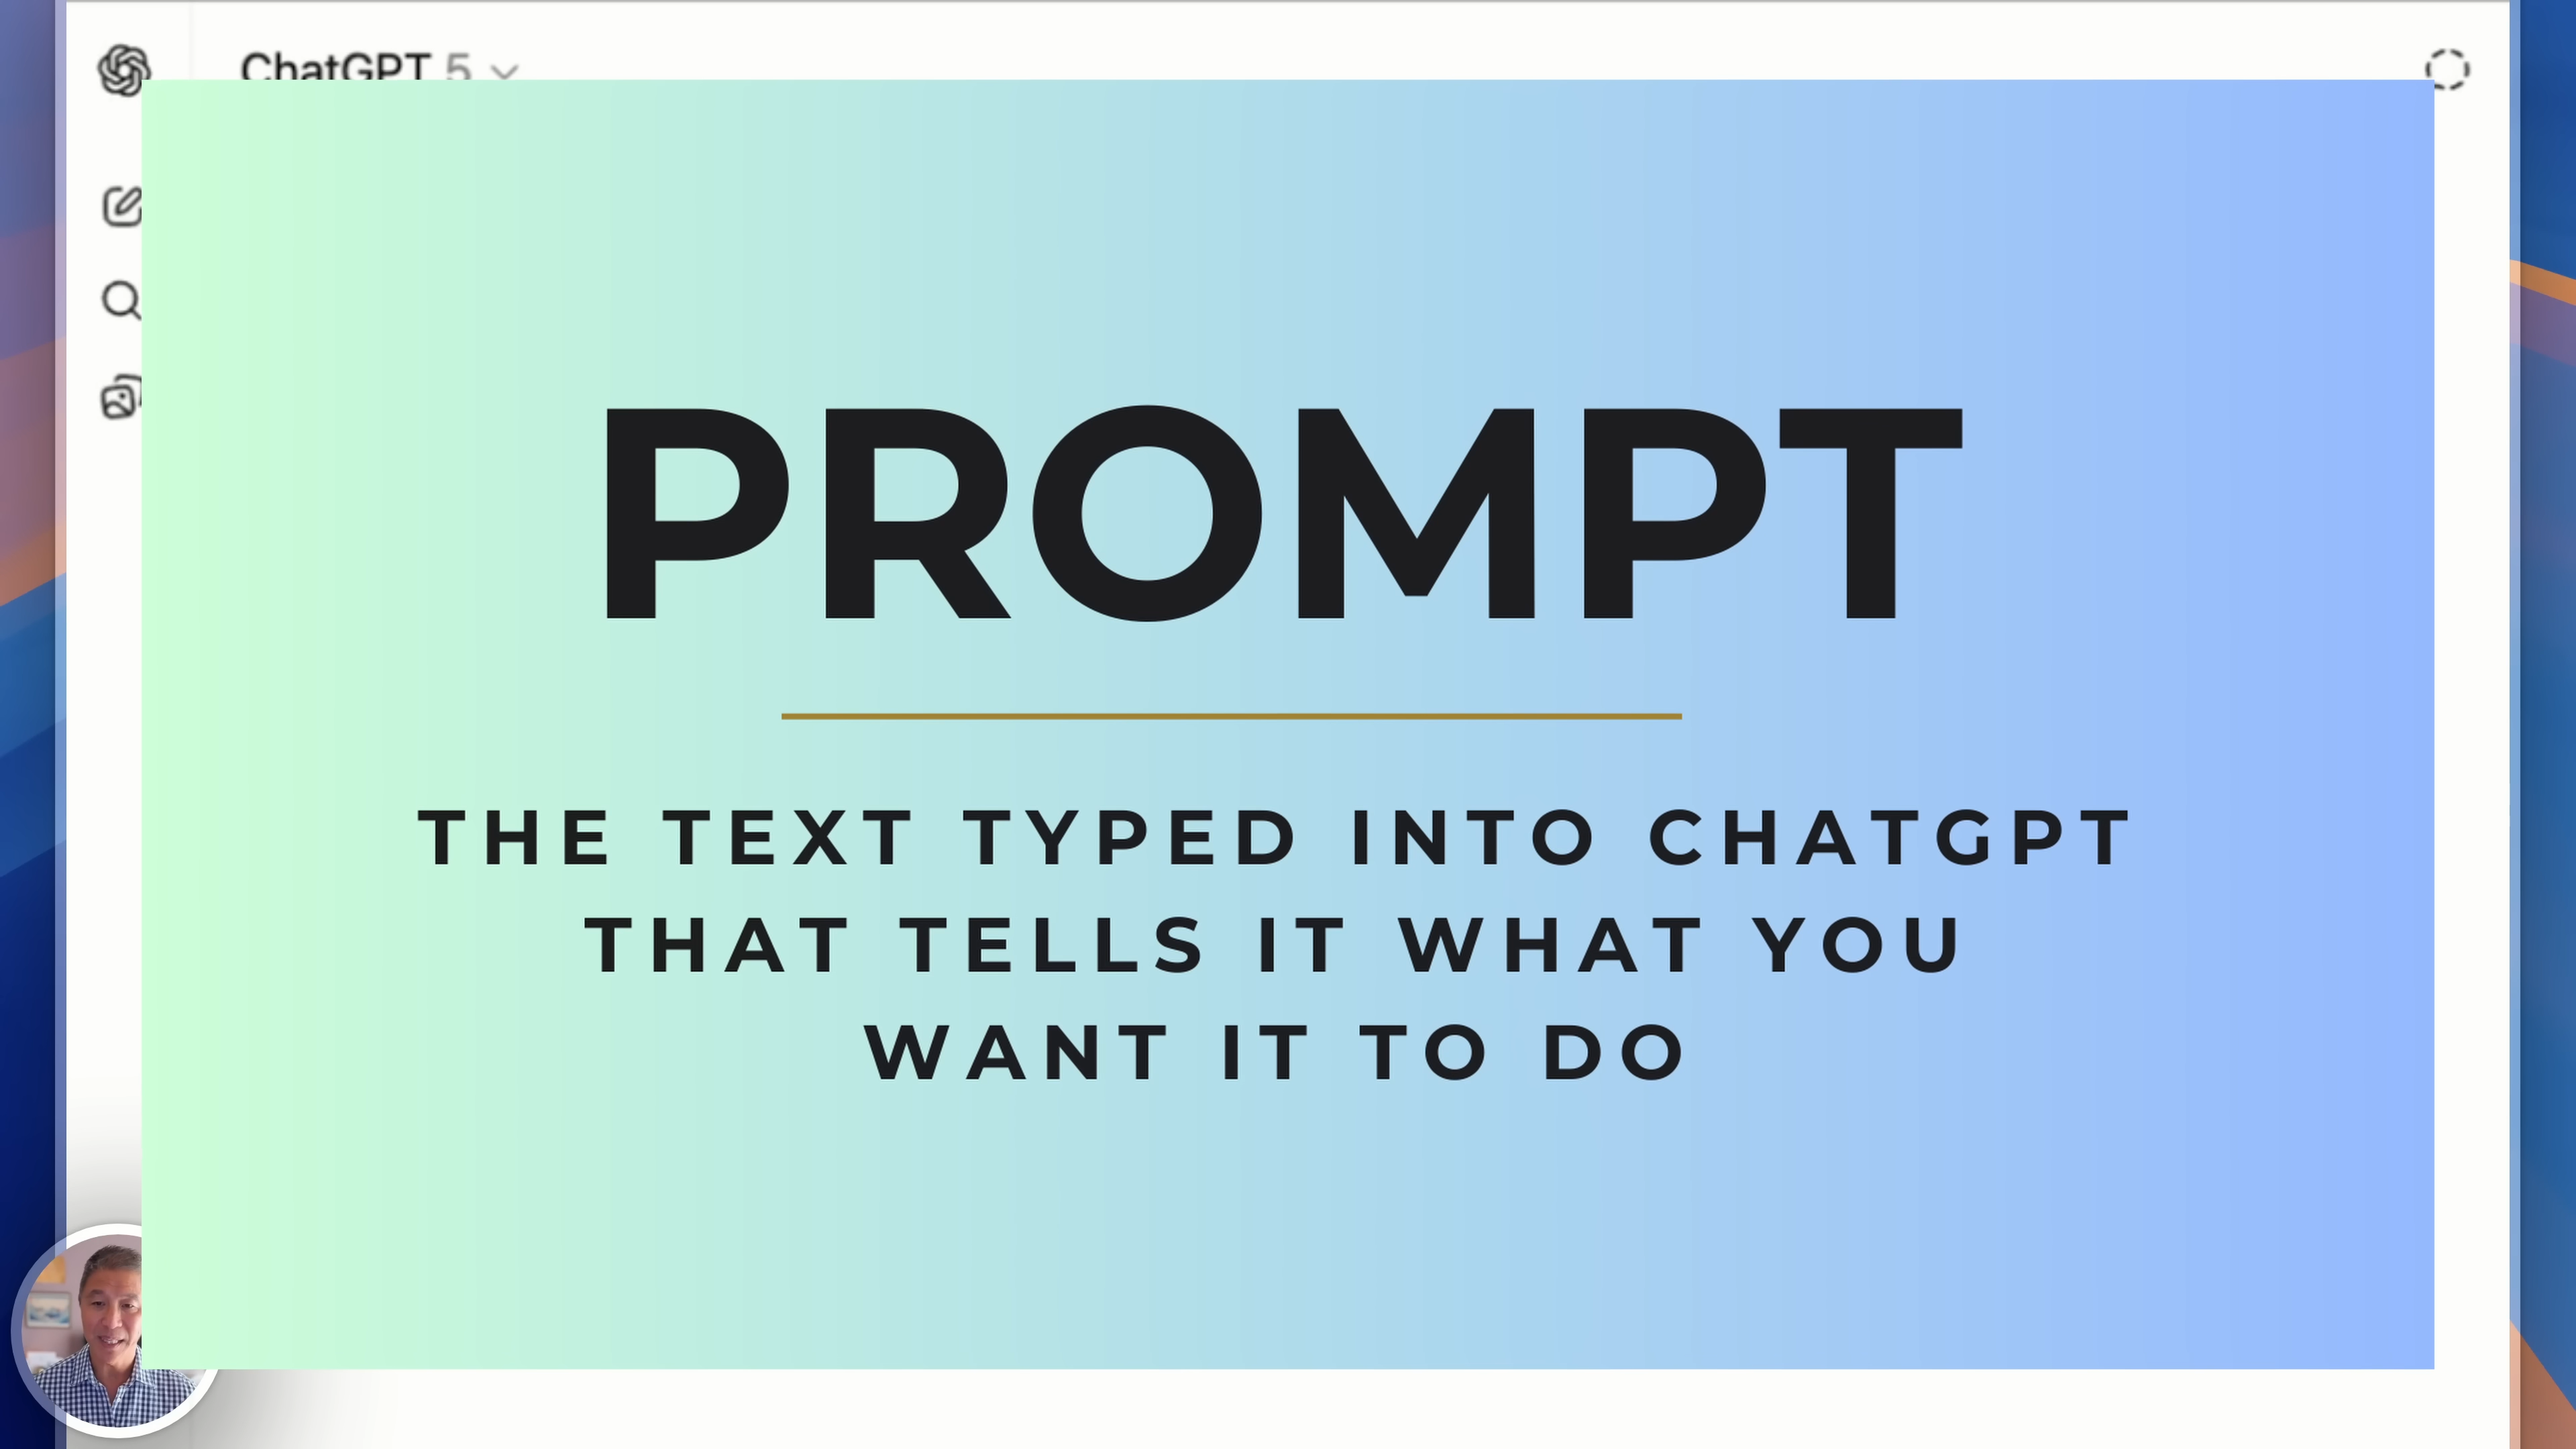 ChatGPT 5
PROMPT
THE TEXT TYPED INTO CHATGPT
THAT TELLS IT WHAT YOU
WANT IT TO DO